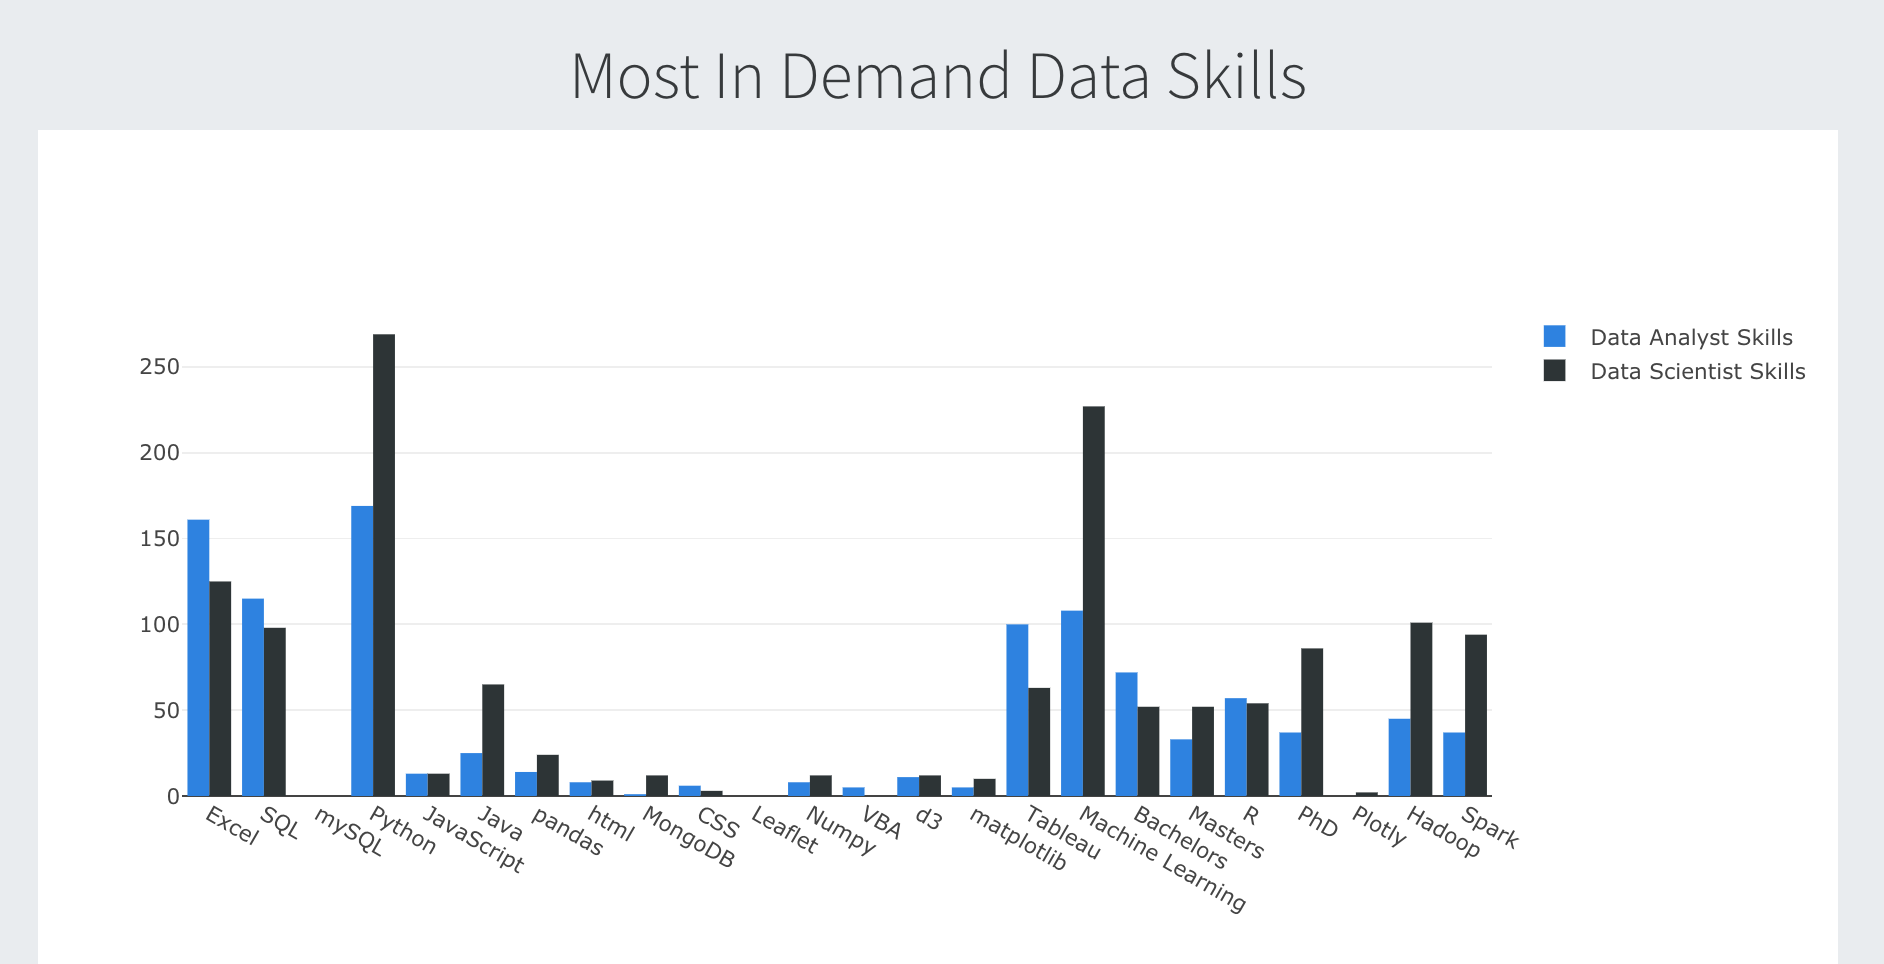 Most In Demand Data Skills
Data Analyst Skills
Data Scientist Skills
250
200
150
100
50
0
Excel
SQL
mySQL
Python
JavaScript
Java
pandas
html
MongoDB
CSS
Leaflet
Numpy
VBA
d3
matplotlib
Tableau
Machine Learning
Bachelors
Masters
R
PhD
Plotly
Hadoop
Spark